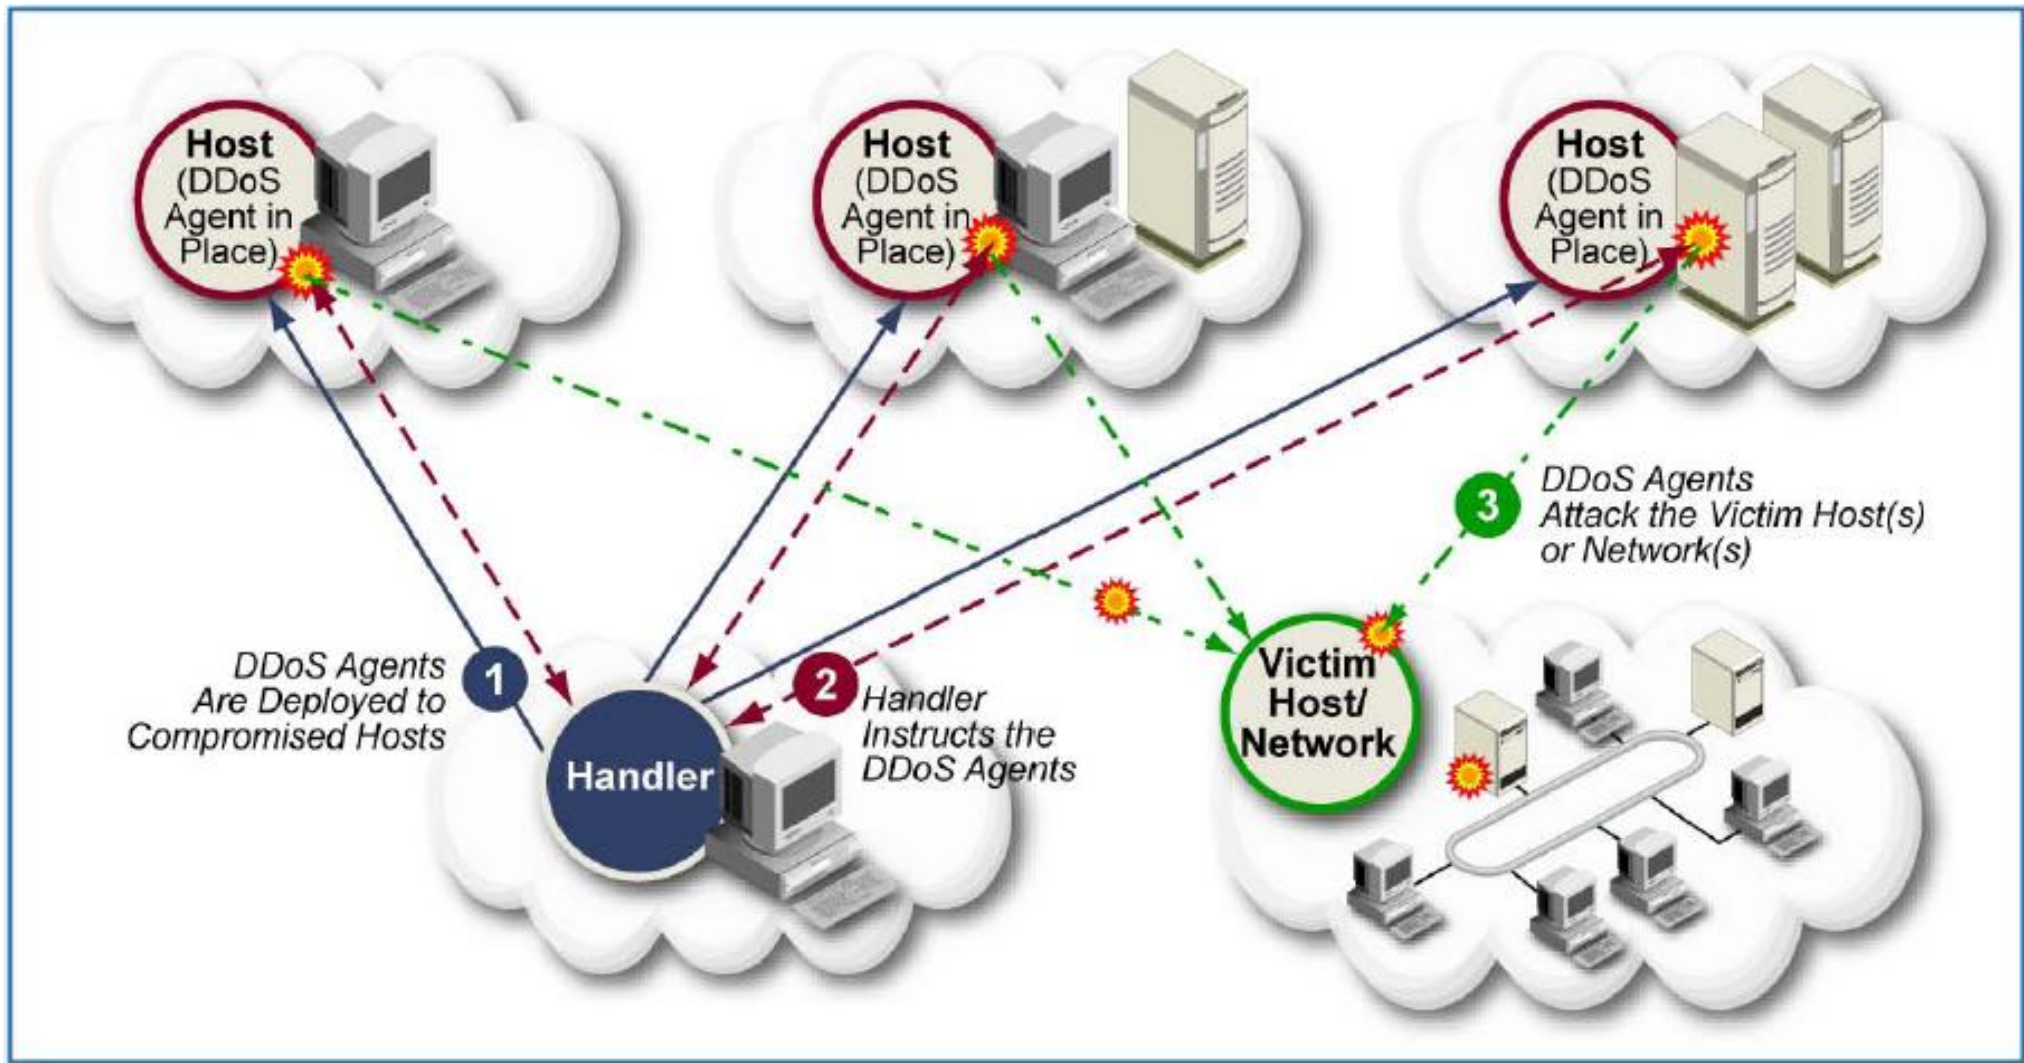 Host
(DDoS
Agent in
Place)
Host
(DDoS
Agent in
Place)
Host
(DDoS
Agent in
Place)
3
DDoS Agents
Attack the Victim Host(s)
or Network(s)
1
DDoS Agents
Are Deployed to
Compromised Hosts
2
Handler
Instructs the
DDoS Agents
Handler
Victim
Host/
Network